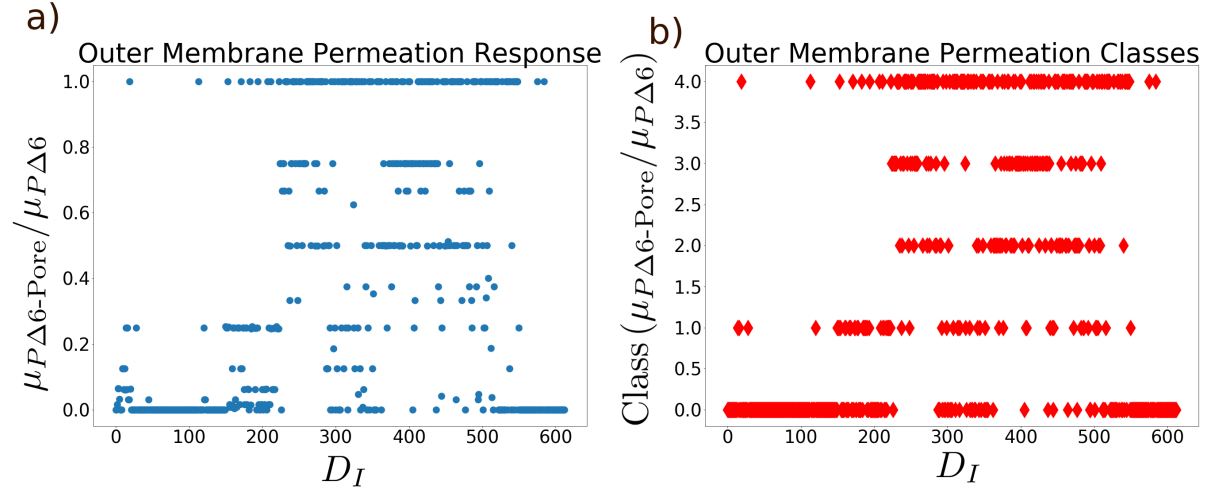 a)
Outer Membrane Permeation Response
1.0
0.8
0.6
0.4
0.2
0.0
μPΔ6-Pore/μPΔ6
0 100 200 300 400 500 600
D_I
b)
Outer Membrane Permeation Classes
4.0
3.5
3.0
2.5
2.0
1.5
1.0
0.5
0.0
Class (μPΔ6-Pore/μPΔ6)
0 100 200 300 400 500 600
D_I